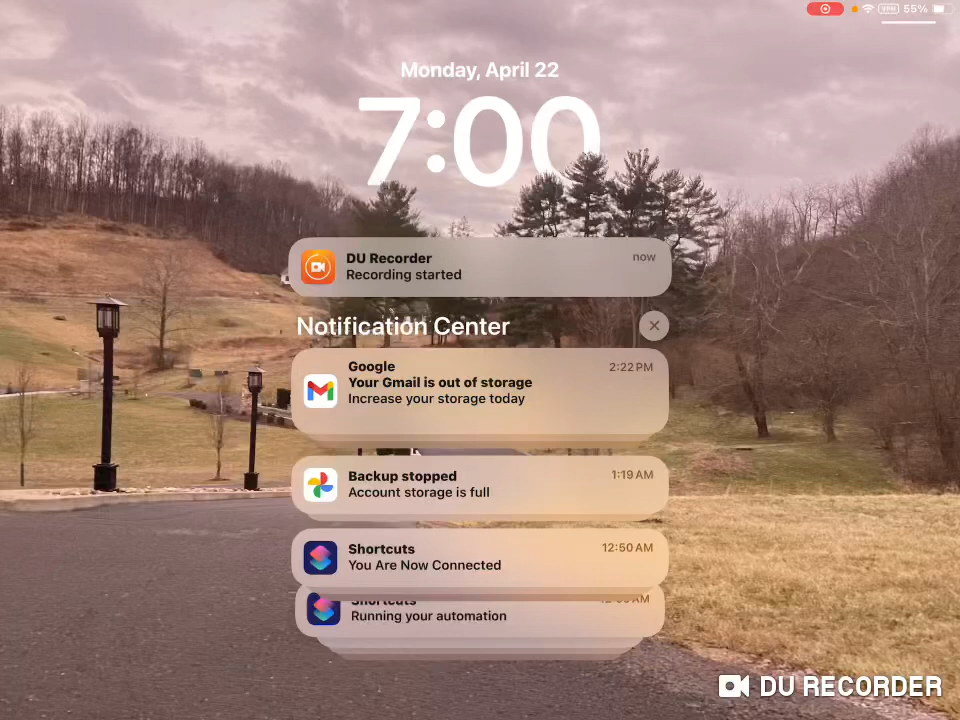 VPN 55%
Monday, April 22
7:00
DU Recorder now
Recording started
Notification Center
Google 2:22 PM
Your Gmail is out of storage
Increase your storage today
Backup stopped 1:19 AM
Account storage is full
Shortcuts 12:50 AM
You Are Now Connected
Shortcuts
Running your automation
DU RECORDER